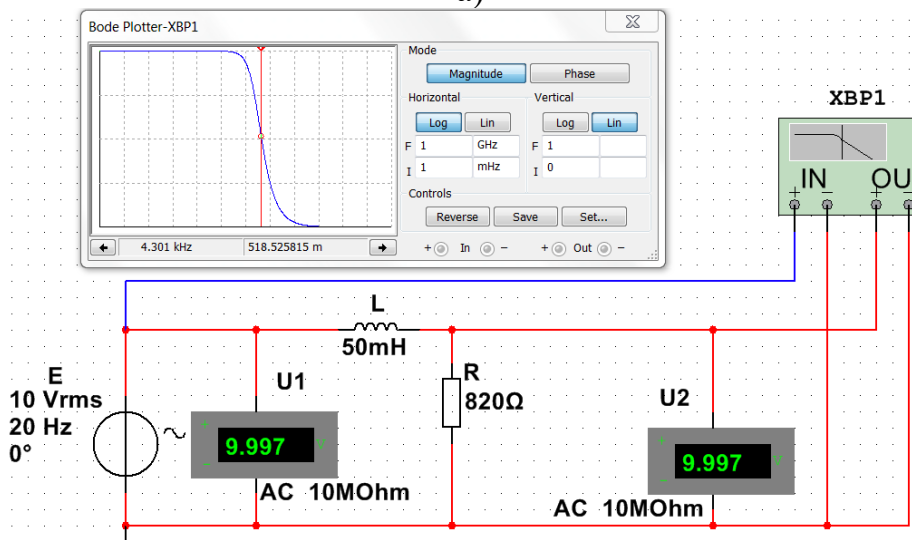 a)
Bode Plotter-XBP1
Mode
Magnitude Phase
Horizontal Vertical
Log Lin Log Lin
F 1 GHz F 1
I 1 mHz I 0
Controls
Reverse Save Set...
4.301 kHz 518.525815 m + In - + Out -
XBP1
IN OU
+ - + -
L
50mH
E
10 Vrms
20 Hz
0°
U1
+
9.997 V
-
AC 10MOhm
R
820Ω
U2
+
9.997 V
-
AC 10MOhm